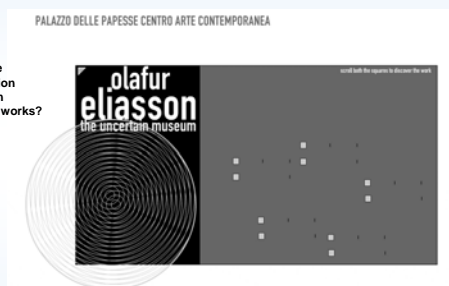 PALAZZO DELLE PAPESSE CENTRO ARTE CONTEMPORANEA
scroll both the squares to discover the work
olafur
eliasson
the uncertain museum
works?